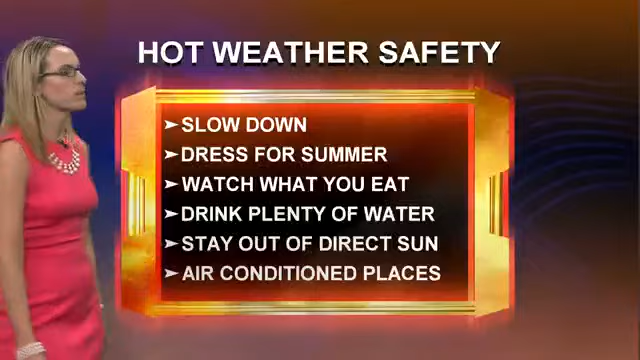 HOT WEATHER SAFETY
➢SLOW DOWN
➢DRESS FOR SUMMER
➢WATCH WHAT YOU EAT
➢DRINK PLENTY OF WATER
➢STAY OUT OF DIRECT SUN
➢AIR CONDITIONED PLACES